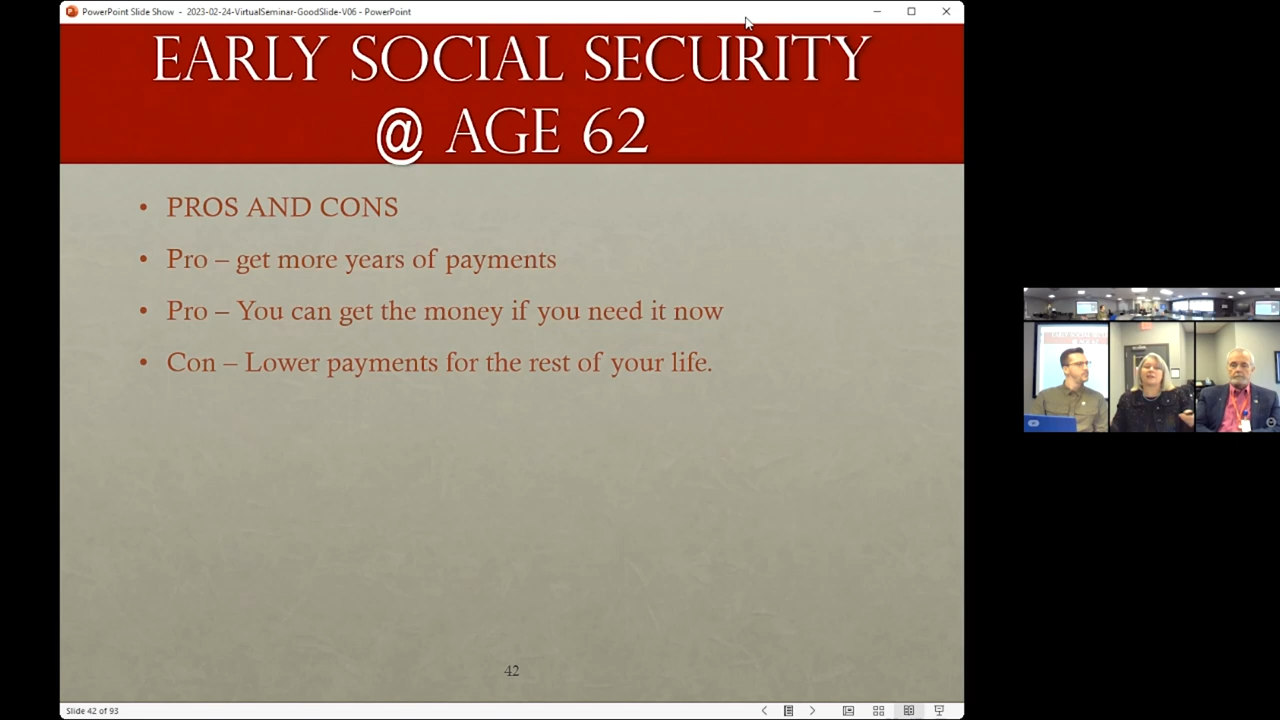 PowerPoint Slide Show - 2023-02-24-VirtualSeminar-GoodSlide-V06 - PowerPoint
EARLY SOCIAL SECURITY
@ AGE 62
• PROS AND CONS
• Pro – get more years of payments
• Pro – You can get the money if you need it now
• Con – Lower payments for the rest of your life.
42
Slide 42 of 93